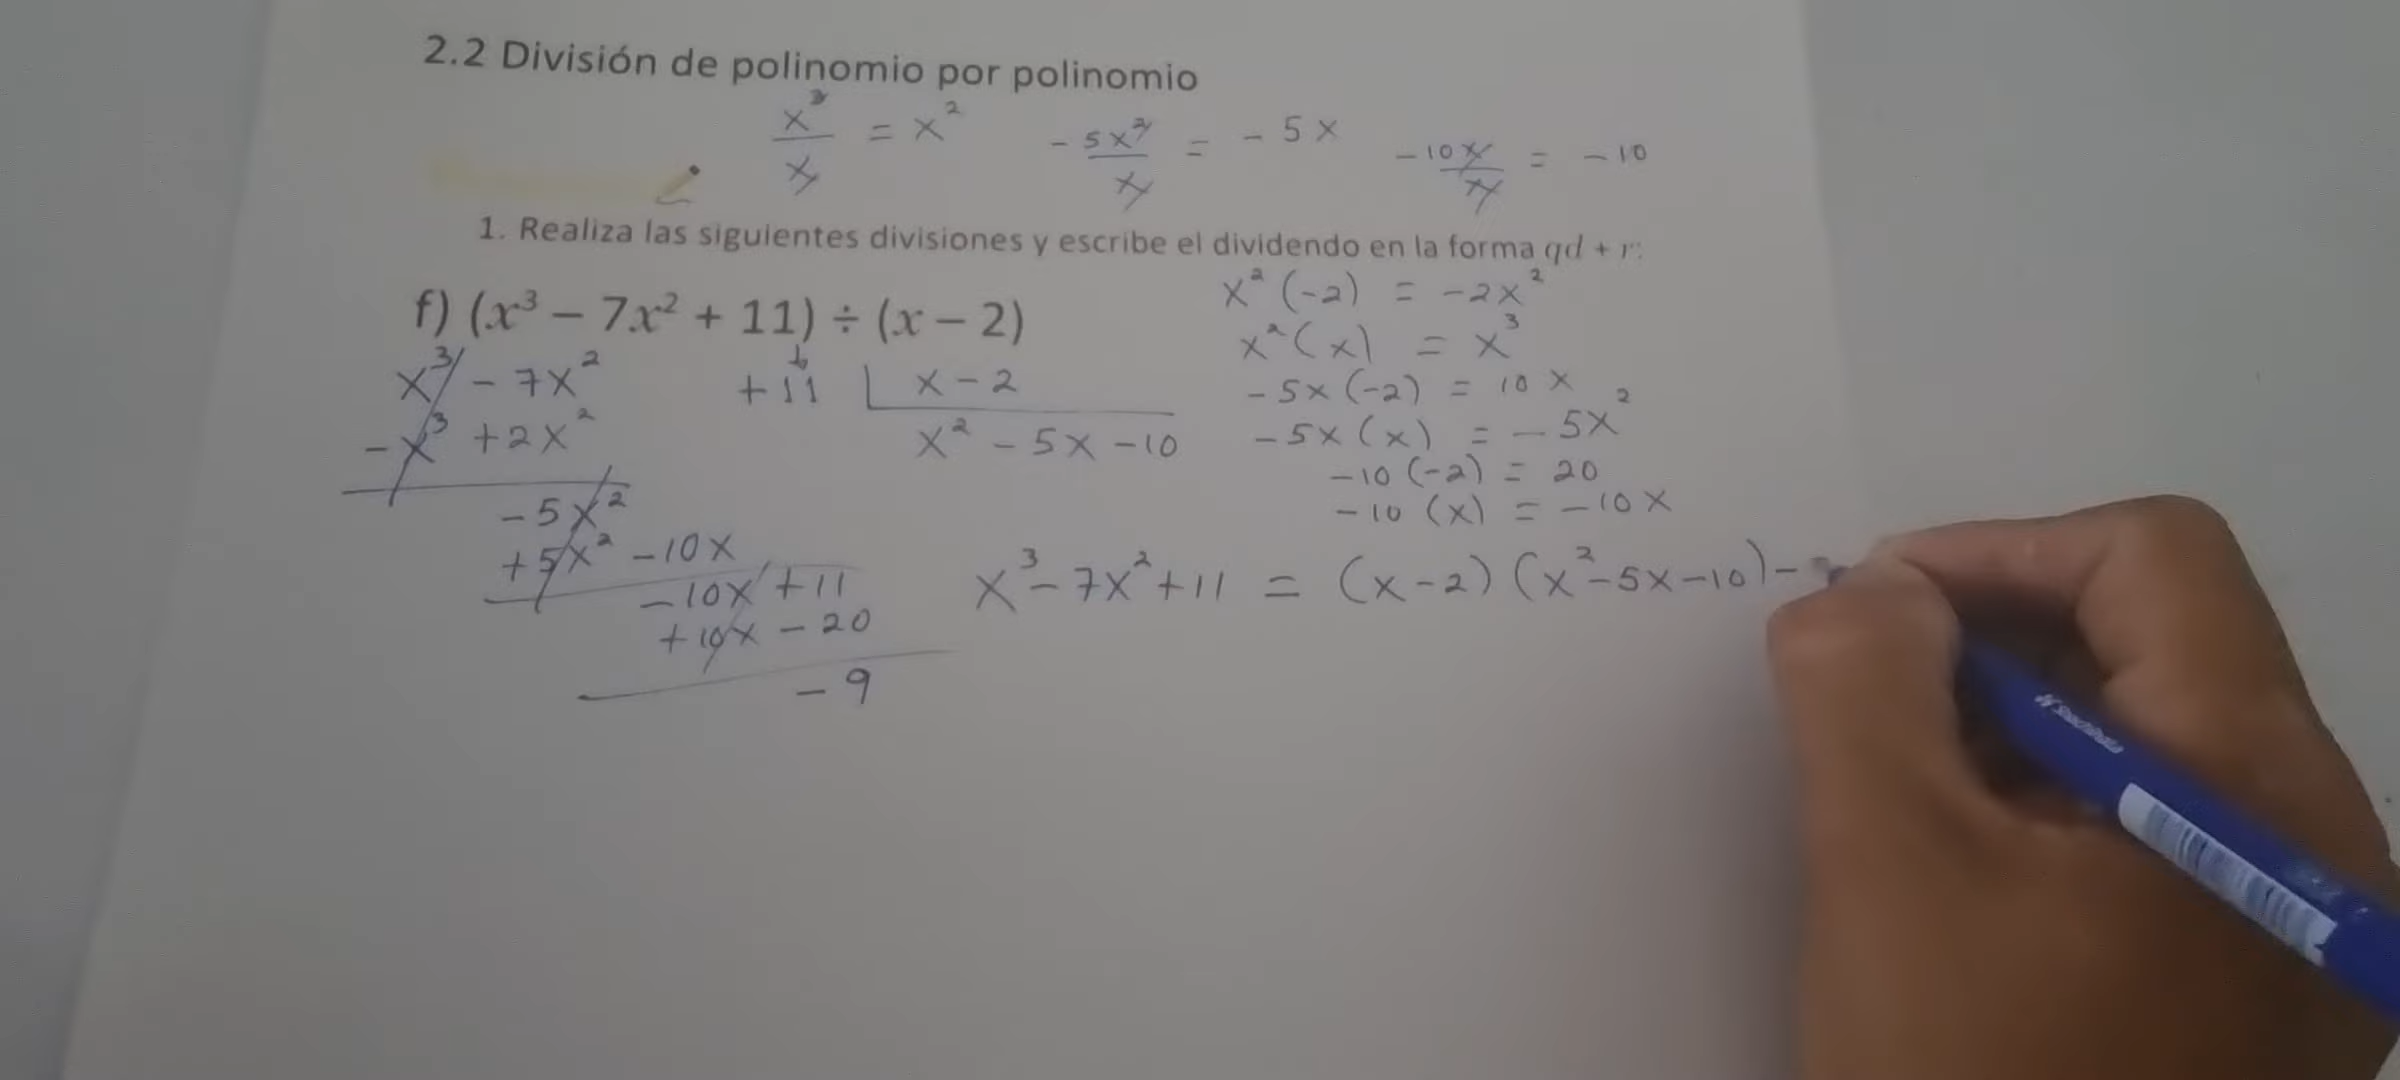 2.2 División de polinomio por polinomio
x³/x = x²   -5x²/x = -5x   -10x/x = -10
1. Realiza las siguientes divisiones y escribe el dividendo en la forma qd + r:
f) (x³ – 7x² + 11) ÷ (x – 2)
x³ - 7x² +11 | x - 2
- x³ + 2x²   x² - 5x - 10
- 5x²
+ 5x² - 10x
- 10x + 11
+ 10x - 20
- 9
x² (-2) = -2x²
x² (x) = x³
- 5x (-2) = 10x
- 5x (x) = - 5x²
- 10 (-2) = 20
- 10 (x) = - 10x
x³ - 7x² + 11 = (x - 2) (x² - 5x - 10) -